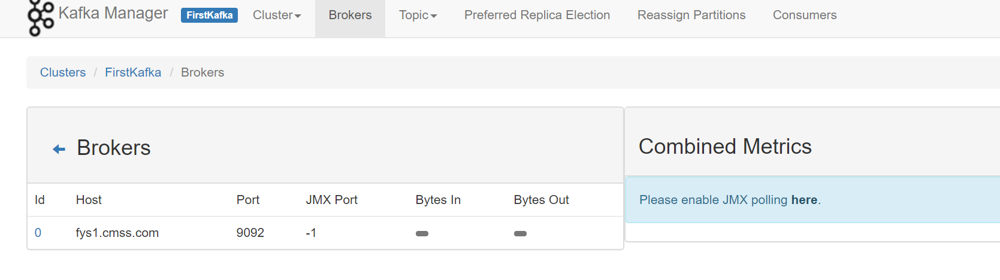 Kafka Manager FirstKafka Cluster Brokers Topic Preferred Replica Election Reassign Partitions Consumers
Clusters / FirstKafka / Brokers
Brokers
Id Host Port JMX Port Bytes In Bytes Out
0 fys1.cmss.com 9092 -1
Combined Metrics
Please enable JMX polling here.